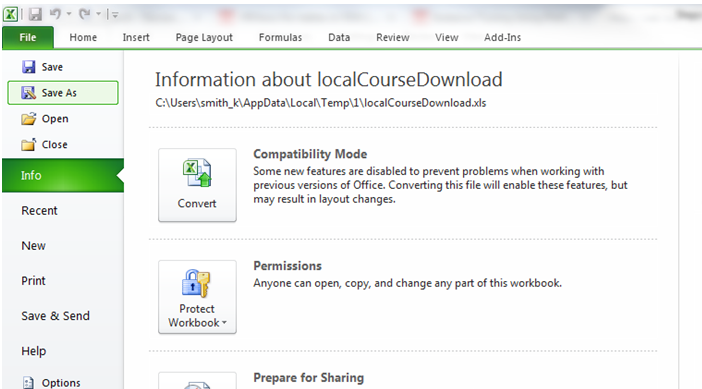 File Home Insert Page Layout Formulas Data Review View Add-Ins
Save
Save As
Open
Close
Info
Recent
New
Print
Save & Send
Help
Options
Information about localCourseDownload
C:\Users\smith_k\AppData\Local\Temp\1\localCourseDownload.xls
Convert
Compatibility Mode
Some new features are disabled to prevent problems when working with
previous versions of Office. Converting this file will enable these features, but
may result in layout changes.
Protect
Workbook
Permissions
Anyone can open, copy, and change any part of this workbook.
Prepare for Sharing